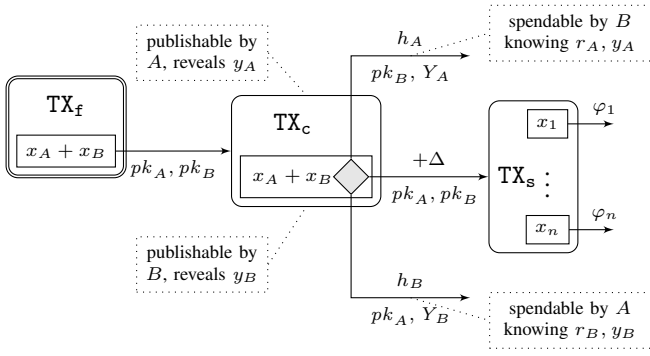 publishable by
A, reveals y_A
h_A
pk_B, Y_A
spendable by B
knowing r_A, y_A
TX_f
x_A + x_B
pk_A, pk_B
TX_c
x_A + x_B
+Δ
pk_A, pk_B
TX_s
x_1
φ_1
⋮
x_n
φ_n
publishable by
B, reveals y_B
h_B
pk_A, Y_B
spendable by A
knowing r_B, y_B